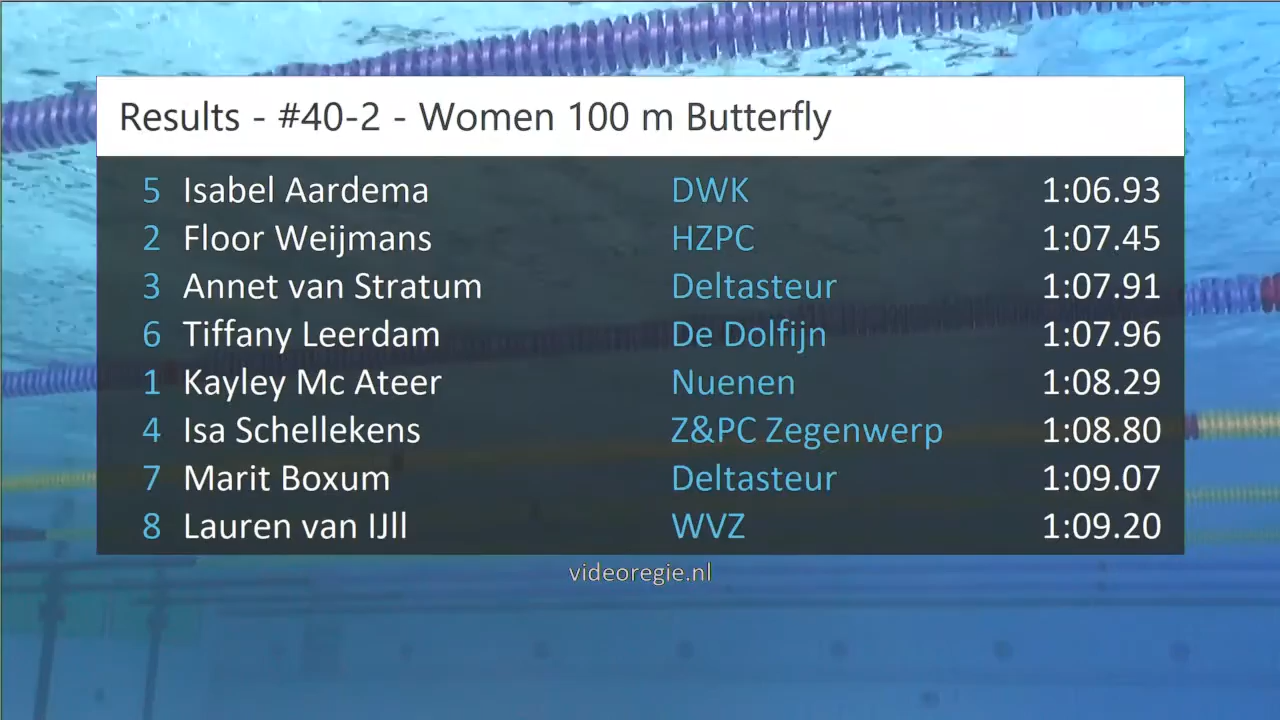 Results - #40-2 - Women 100 m Butterfly
5 Isabel Aardema DWK 1:06.93
2 Floor Weijmans HZPC 1:07.45
3 Annet van Stratum Deltasteur 1:07.91
6 Tiffany Leerdam De Dolfijn 1:07.96
1 Kayley Mc Ateer Nuenen 1:08.29
4 Isa Schellekens Z&PC Zegenwerp 1:08.80
7 Marit Boxum Deltasteur 1:09.07
8 Lauren van IJll WVZ 1:09.20
videoregie.nl